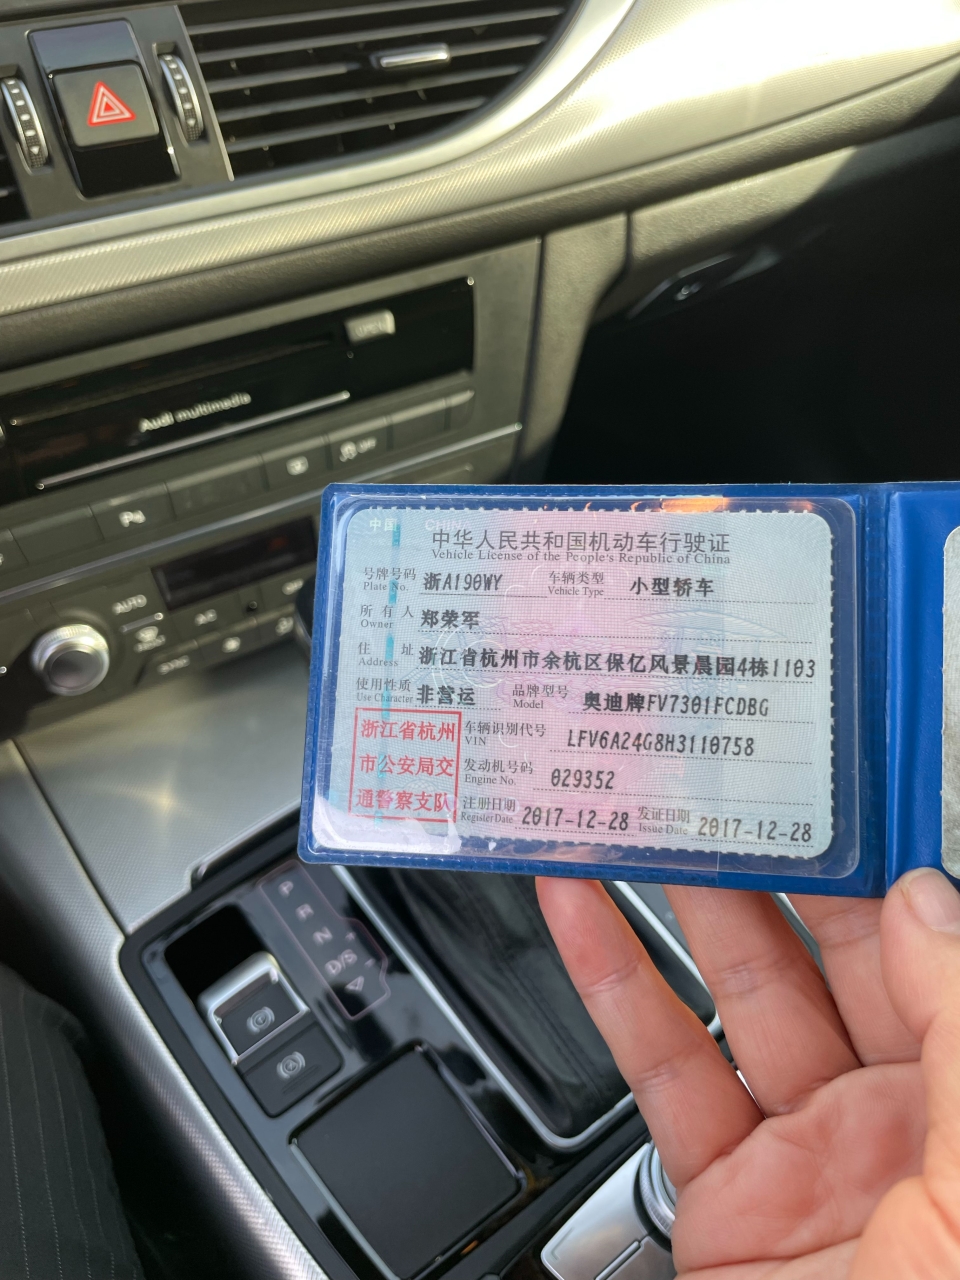 Audi multimedia
OFF
AUTO
A/C
中国 CHINA
中华人民共和国机动车行驶证
Vehicle License of the People's Republic of China
号牌号码 浙A190WY 车辆类型 小型轿车
Plate No. Vehicle Type
所有人 郑荣军
Owner
住址 浙江省杭州市余杭区保亿风景晨园4栋1103
Address
使用性质 非营运 品牌型号 奥迪牌FV7301FCDBG
Use Character Model
浙江省杭州
市公安局交
通警察支队
车辆识别代号 LFV6A24G8H3110758
VIN
发动机号码 029352
Engine No.
注册日期 2017-12-28 发证日期 2017-12-28
Register Date Issue Date
P
R
N
D/S